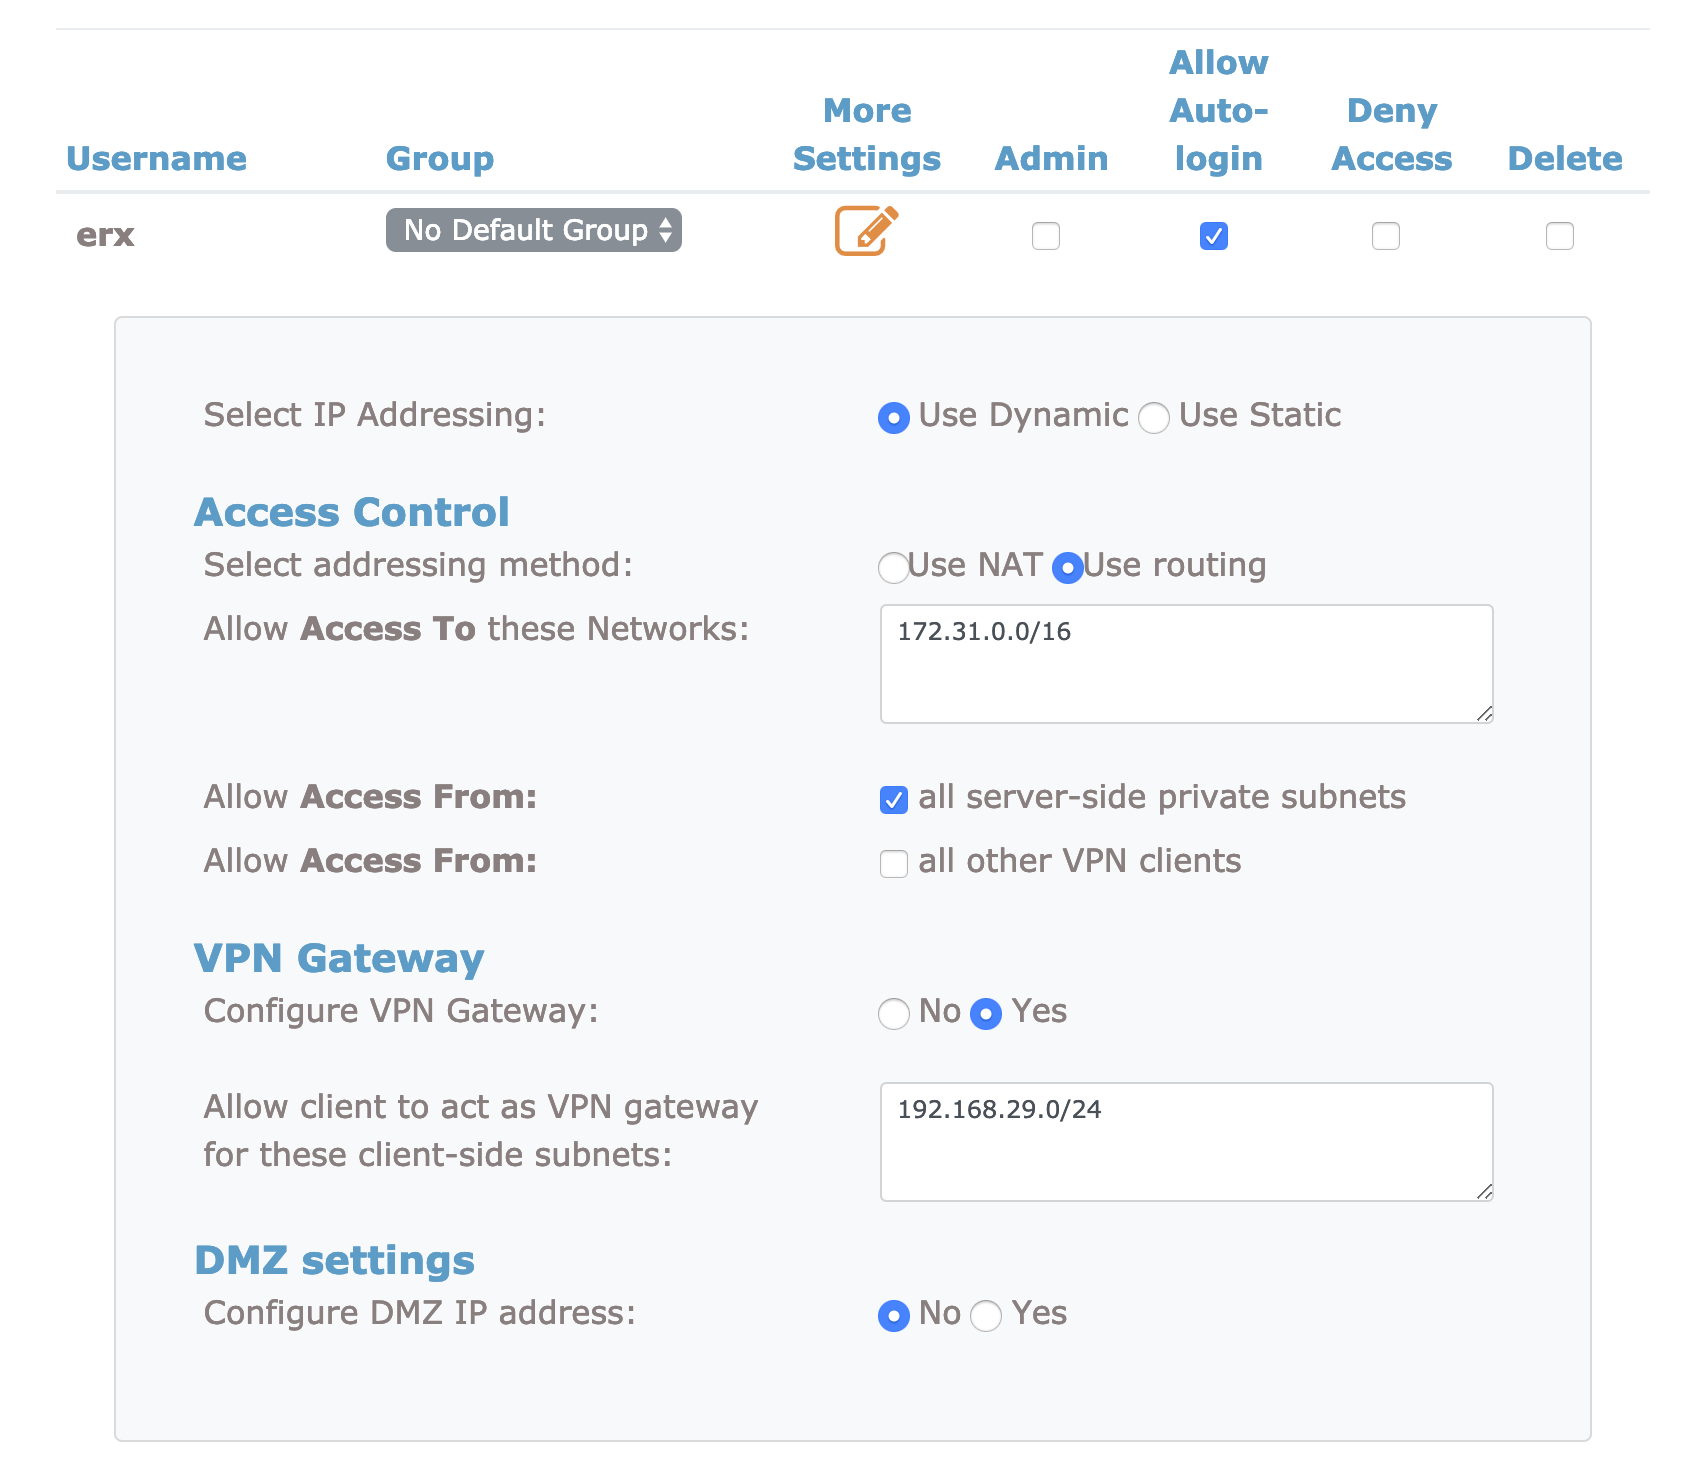 Username Group More Settings Admin Allow Auto-login Deny Access Delete
erx No Default Group
Select IP Addressing: Use Dynamic Use Static
Access Control
Select addressing method: Use NAT Use routing
Allow Access To these Networks: 172.31.0.0/16
Allow Access From: all server-side private subnets
Allow Access From: all other VPN clients
VPN Gateway
Configure VPN Gateway: No Yes
Allow client to act as VPN gateway
for these client-side subnets: 192.168.29.0/24
DMZ settings
Configure DMZ IP address: No Yes